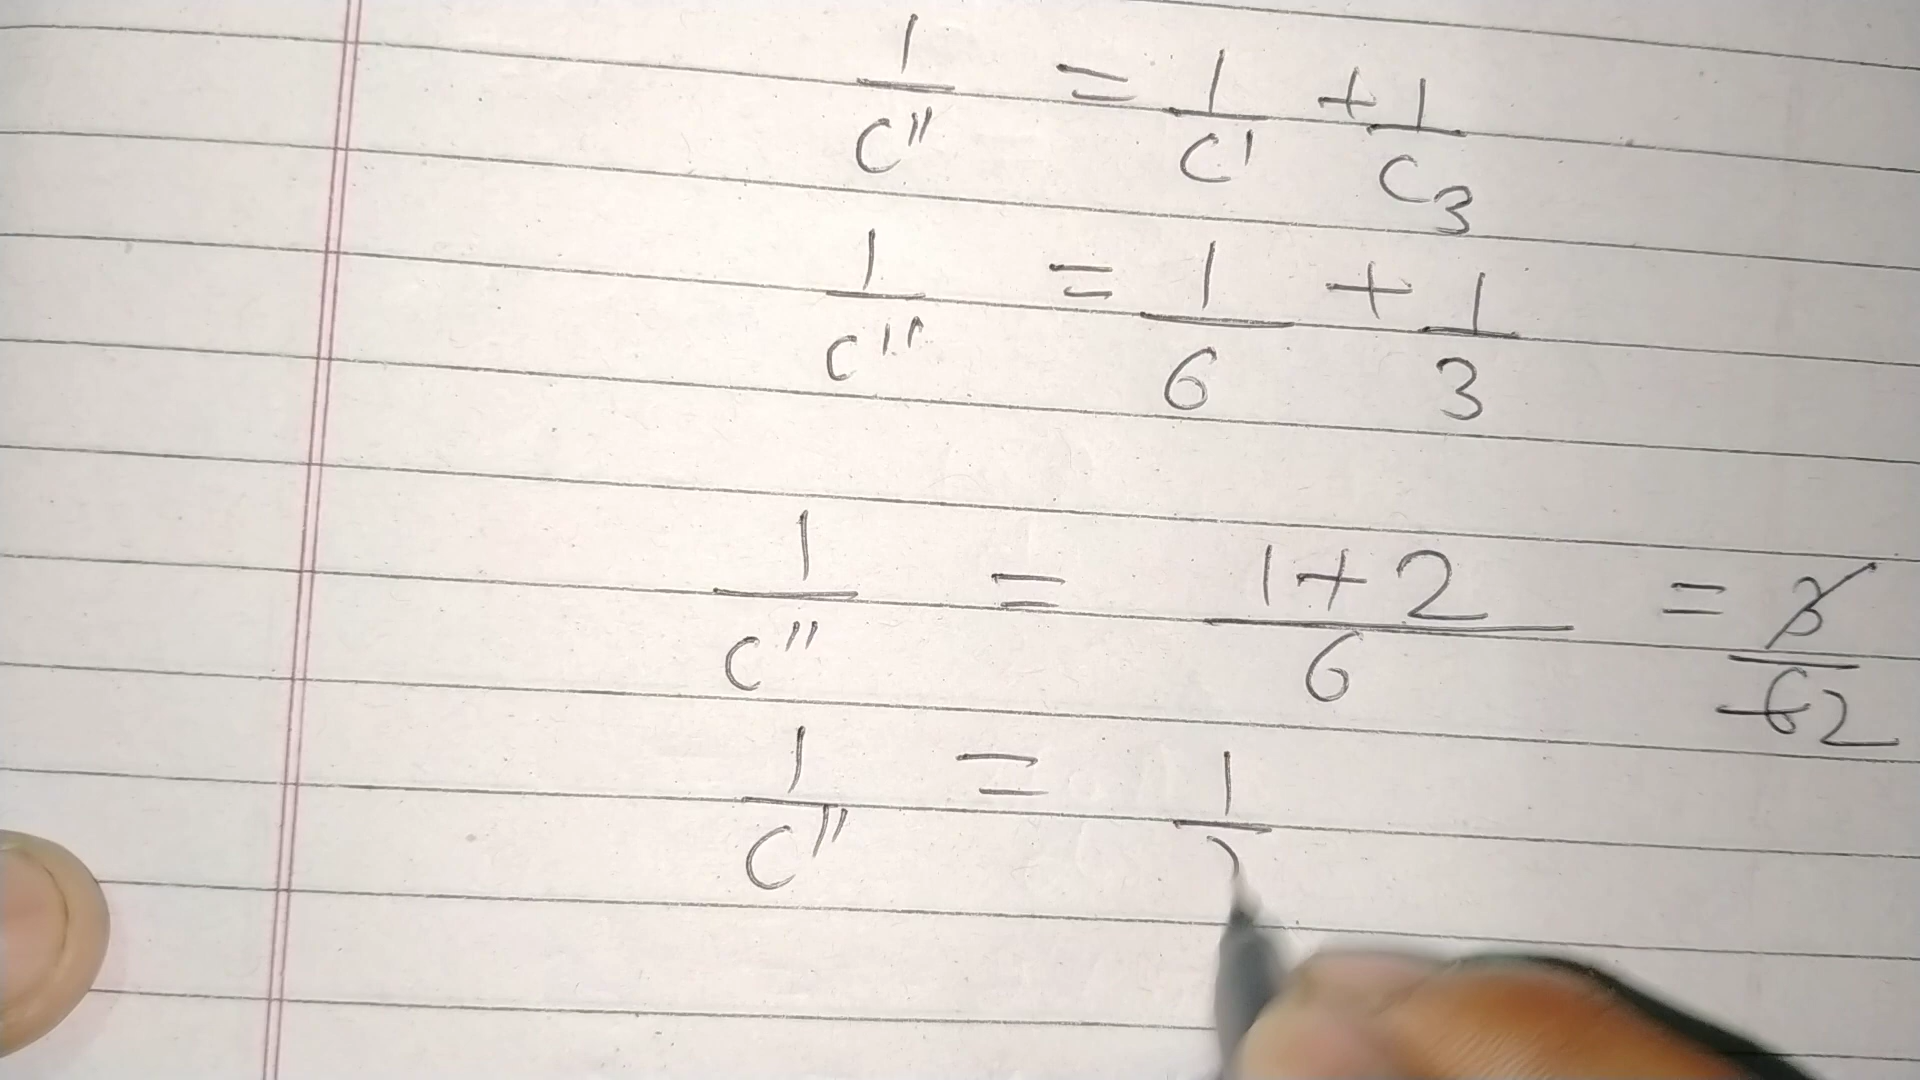 1/C'' = 1/C' + 1/C3
1/C'' = 1/6 + 1/3
1/C'' = 1+2/6 = 3/6 2
1/C'' = 1/